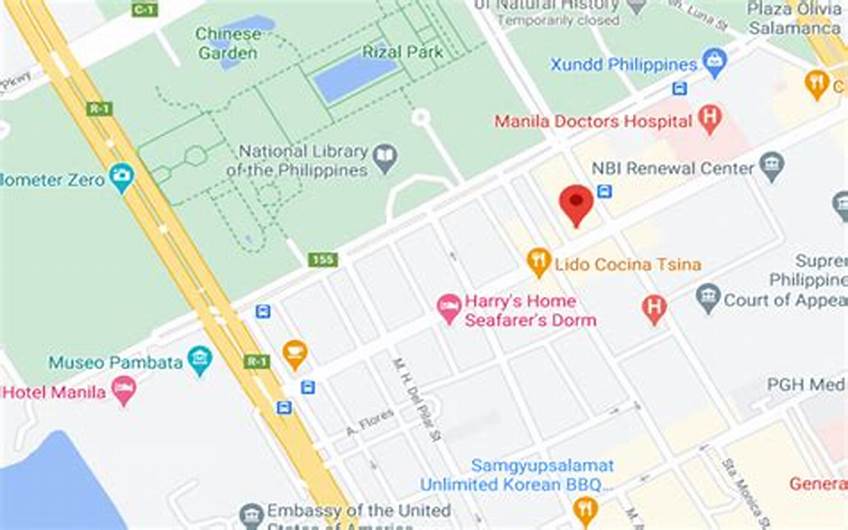 C-1
of Natural History
Temporarily closed
Luna St
Plaza Olivia
Salamanca
Chinese
Garden
Rizal Park
Pkwy
Xundd Philippines
C
R-1
Manila Doctors Hospital
National Library
of the Philippines
NBI Renewal Center
lometer Zero
155
Lido Cocina Tsina
Supre
Philippine
Court of Appea
Harry's Home
Seafarer's Dorm
Museo Pambata
R-1
Hotel Manila
M. H. Del Pilar St
PGH Med
A. Flores
Samgyupsalamat
Unlimited Korean BBQ...
Sta. Monica St
Genera
M. A
Embassy of the United
States of America